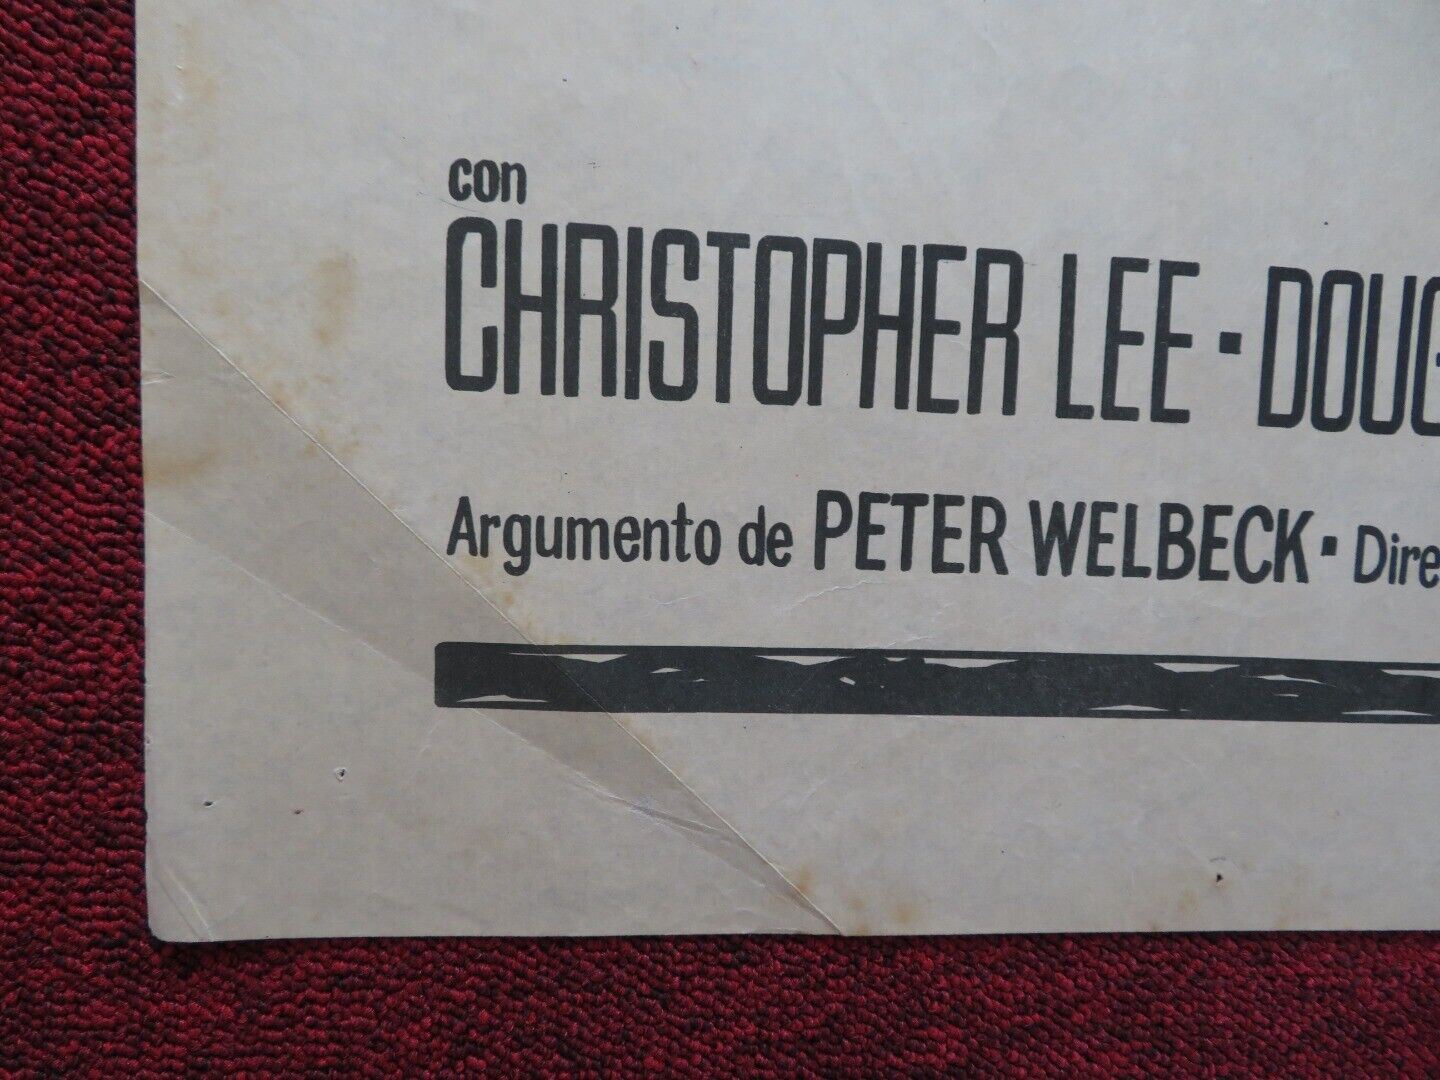 con
CHRISTOPHER LEE · DOUG
Argumento de PETER WELBECK · Dire